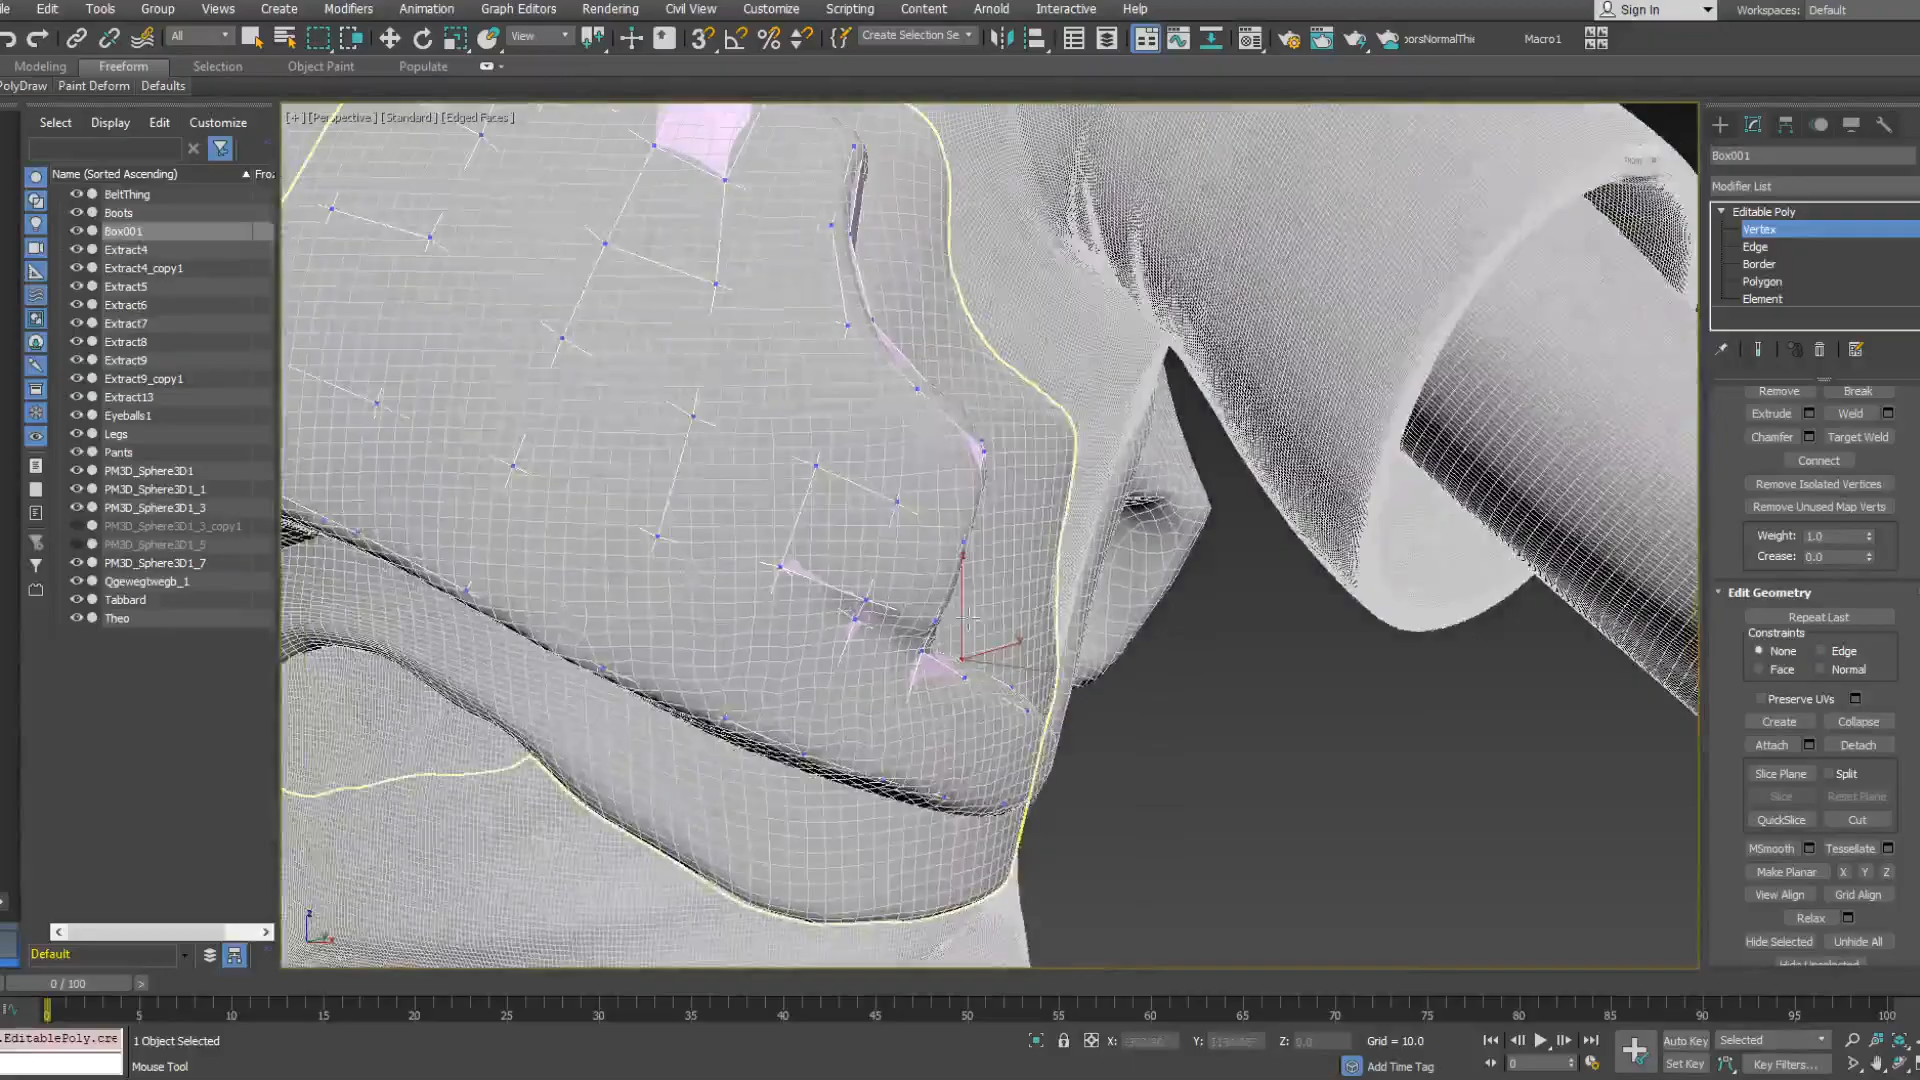 Edit Tools Group Views Create Modifiers Animation Graph Editors Rendering Civil View Customize Scripting Content Arnold Interactive Help Sign In Workspaces: Default
All View Create Selection Se Macro1
Modeling Freeform Selection Object Paint Populate
PolyDraw Paint Deform Defaults
Select Display Edit Customize
[+] [Perspective] [Standard] [Edged Faces]
Name (Sorted Ascending) Fro
BeltThing
Boots
Box001
Extract4
Extract4_copy1
Extract5
Extract6
Extract7
Extract8
Extract9
Extract9_copy1
Extract13
Eyeballs1
Legs
Pants
PM3D_Sphere3D1
PM3D_Sphere3D1_1
PM3D_Sphere3D1_3
PM3D_Sphere3D1_3_copy1
PM3D_Sphere3D1_5
PM3D_Sphere3D1_7
Qgewegtwegb_1
Tabbard
Theo
Default
Box001
Modifier List
Editable Poly
Vertex
Edge
Border
Polygon
Element
Remove Break
Extrude Weld
Chamfer Target Weld
Connect
Remove Isolated Vertices
Remove Unused Map Verts
Weight: 1.0
Crease: 0.0
Edit Geometry
Repeat Last
Constraints
None Edge
Face Normal
Preserve UVs
Create Collapse
Attach Detach
Slice Plane Split
Slice Reset Plane
QuickSlice Cut
MSmooth Tessellate
Make Planar X Y Z
View Align Grid Align
Relax
Hide Selected Unhide All
0 / 100 >
0 5 10 15 20 25 30 35 40 45 50 55 60 65 70 75 80 85 90 95 100
.EditablePoly.cre 1 Object Selected X: Y: Z: 0.0 Grid = 10.0 Auto Key Selected
Mouse Tool Add Time Tag 0 Set Key Key Filters...